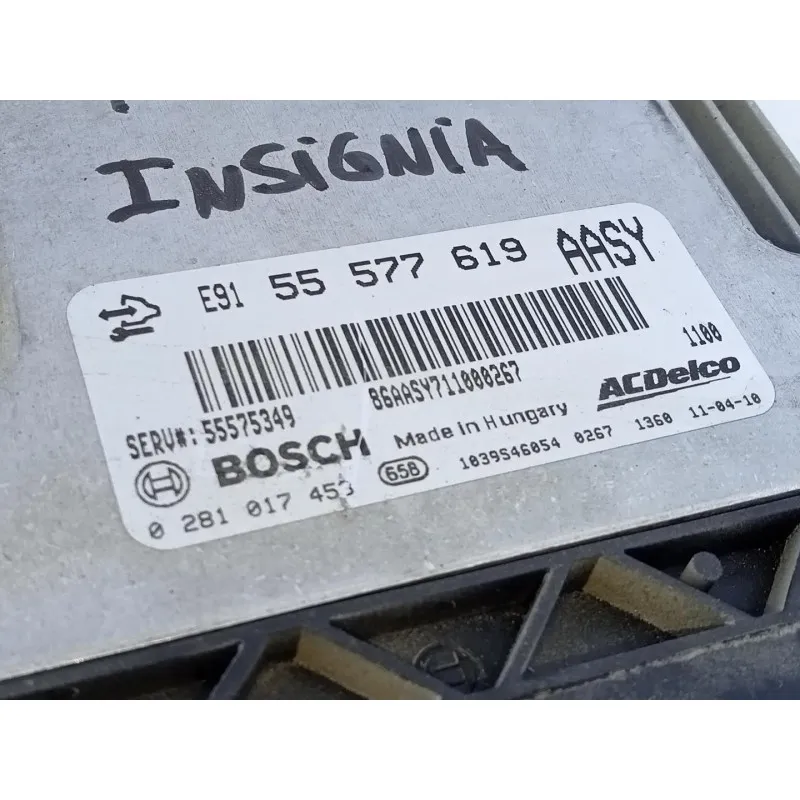 INSIGNIA
E91 55 577 619 AASY
86AASY711000267 1100
SERV#: 55575349
ACDelco
BOSCH Made in Hungary
658 1039S46054 0267 1360 11-04-10
0 281 017 453